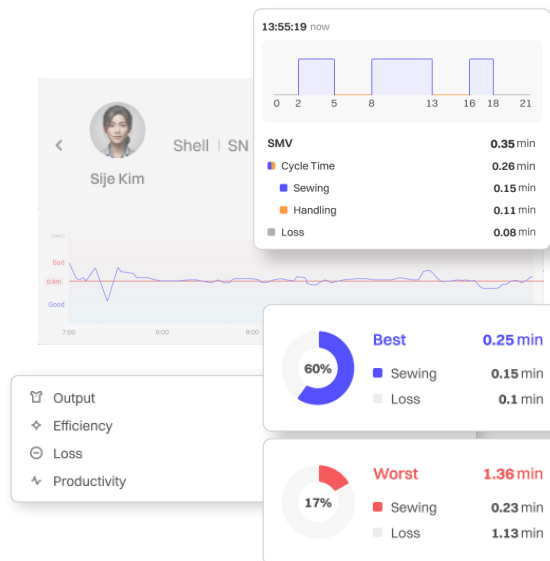 13:55:19 now
0 2 5 8 13 16 18 21
SMV 0.35 min
Cycle Time 0.26 min
Sewing 0.15 min
Handling 0.11 min
Loss 0.08 min
Shell | SN
Sije Kim
Bad
0.6m
Good
7:00 8:00 9:00
Best 0.25 min
60%
Sewing 0.15 min
Loss 0.1 min
Output
Efficiency
Loss
Productivity
Worst 1.36 min
17%
Sewing 0.23 min
Loss 1.13 min